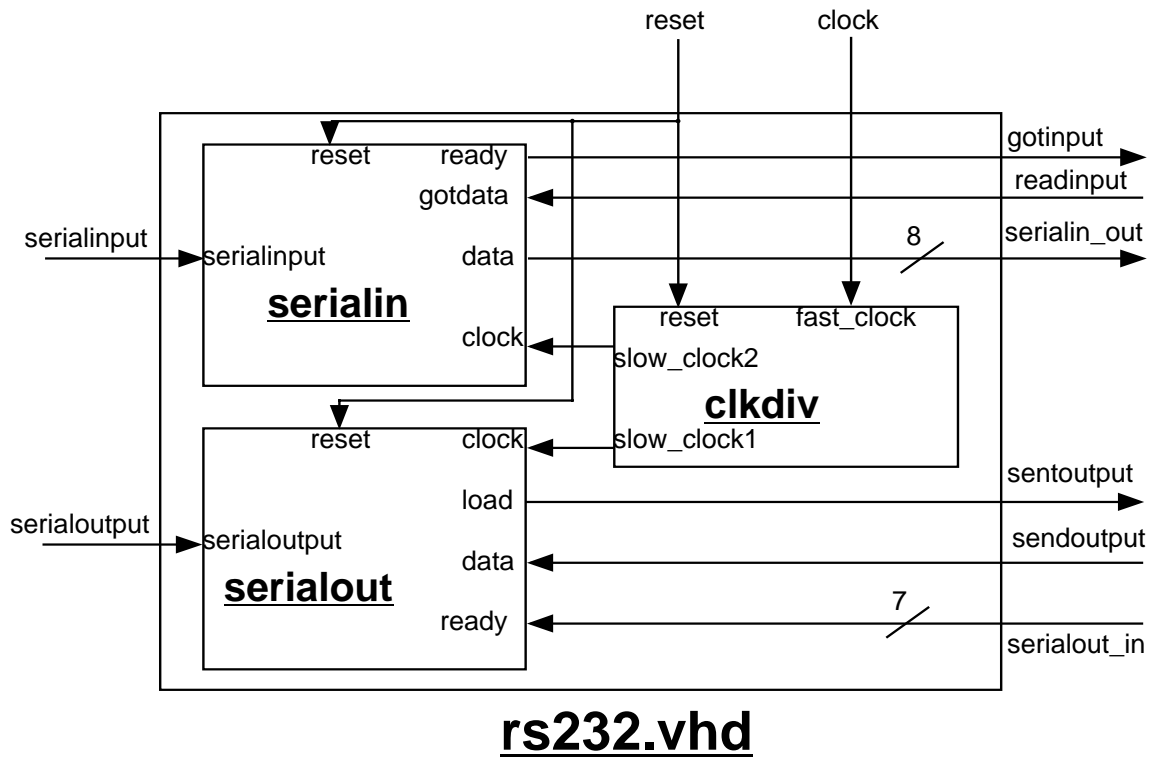 reset
clock
reset
ready
gotinput
gotdata
readinput
serialinput
serialinput
data
8
serialin_out
serialin
reset
fast_clock
clock
slow_clock2
clkdiv
reset
clock
slow_clock1
load
sentoutput
serialoutput
serialoutput
data
sendoutput
serialout
ready
7
serialout_in
rs232.vhd